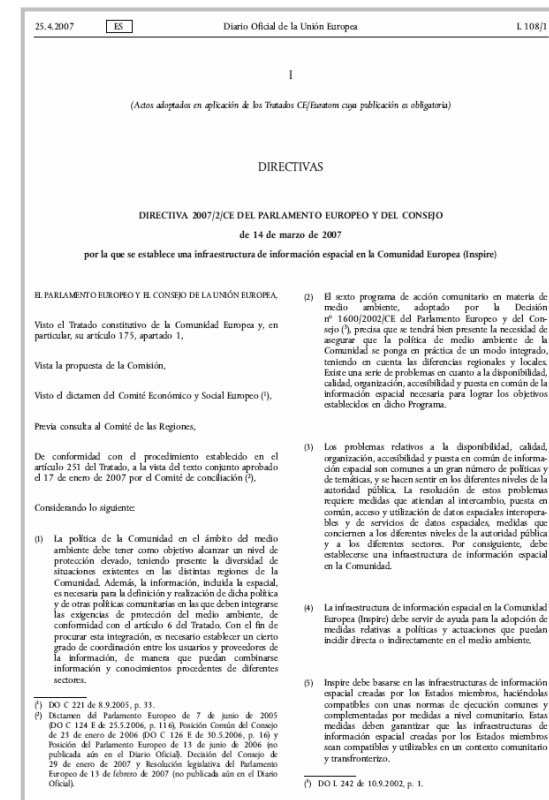 25.4.2007
ES
Diario Oficial de la Unión Europea
L 108/1
I
(Actos adoptados en aplicación de los Tratados CE/Euratom cuya publicación es obligatoria)
DIRECTIVAS
DIRECTIVA 2007/2/CE DEL PARLAMENTO EUROPEO Y DEL CONSEJO
de 14 de marzo de 2007
por la que se establece una infraestructura de información espacial en la Comunidad Europea (Inspire)
EL PARLAMENTO EUROPEO Y EL CONSEJO DE LA UNIÓN EUROPEA,
Visto el Tratado constitutivo de la Comunidad Europea y, en
particular, su artículo 175, apartado 1,
Vista la propuesta de la Comisión,
Visto el dictamen del Comité Económico y Social Europeo (¹),
Previa consulta al Comité de las Regiones,
De conformidad con el procedimiento establecido en el
artículo 251 del Tratado, a la vista del texto conjunto aprobado
el 17 de enero de 2007 por el Comité de conciliación (²),
Considerando lo siguiente:
(1) La política de la Comunidad en el ámbito del medio
ambiente debe tener como objetivo alcanzar un nivel de
protección elevado, teniendo presente la diversidad de
situaciones existentes en las distintas regiones de la
Comunidad. Además, la información, incluida la espacial,
es necesaria para la definición y realización de dicha política
y de otras políticas comunitarias en las que deben integrarse
las exigencias de protección del medio ambiente, de
conformidad con el artículo 6 del Tratado. Con el fin de
procurar esta integración, es necesario establecer un cierto
grado de coordinación entre los usuarios y proveedores de
la información, de manera que puedan combinarse
información y conocimientos procedentes de diferentes
sectores.
(¹) DO C 221 de 8.9.2005, p. 33.
(²) Dictamen del Parlamento Europeo de 7 de junio de 2005
(DO C 124 E de 25.5.2006, p. 116), Posición Común del Consejo
de 23 de enero de 2006 (DO C 126 E de 30.5.2006, p. 16) y
Posición del Parlamento Europeo de 13 de junio de 2006 (no
publicada aún en el Diario Oficial). Decisión del Consejo de
29 de enero de 2007 y Resolución legislativa del Parlamento
Europeo de 13 de febrero de 2007 (no publicada aún en el Diario
Oficial).
(2) El sexto programa de acción comunitario en materia de
medio ambiente, adoptado por la Decisión
nº 1600/2002/CE del Parlamento Europeo y del Con-
sejo (³), precisa que se tendrá bien presente la necesidad de
asegurar que la política de medio ambiente de la
Comunidad se ponga en práctica de un modo integrado,
teniendo en cuenta las diferencias regionales y locales.
Existe una serie de problemas en cuanto a la disponibilidad,
calidad, organización, accesibilidad y puesta en común de la
información espacial necesaria para lograr los objetivos
establecidos en dicho Programa.
(3) Los problemas relativos a la disponibilidad, calidad,
organización, accesibilidad y puesta en común de informa-
ción espacial son comunes a un gran número de políticas y
de temáticas, y se hacen sentir en los diferentes niveles de la
autoridad pública. La resolución de estos problemas
requiere medidas que atiendan al intercambio, puesta en
común, acceso y utilización de datos espaciales interopera-
bles y de servicios de datos espaciales, medidas que
conciernen a los diferentes niveles de la autoridad pública
y a los diferentes sectores. Por consiguiente, debe
establecerse una infraestructura de información espacial
en la Comunidad.
(4) La infraestructura de información espacial en la Comunidad
Europea (Inspire) debe servir de ayuda para la adopción de
medidas relativas a políticas y actuaciones que puedan
incidir directa o indirectamente en el medio ambiente.
(5) Inspire debe basarse en las infraestructuras de información
espacial creadas por los Estados miembros, haciéndolas
compatibles con unas normas de ejecución comunes y
complementadas por medidas a nivel comunitario. Estas
medidas deben garantizar que las infraestructuras de
información espacial creadas por los Estados miembros
sean compatibles y utilizables en un contexto comunitario
y transfronterizo.
(³) DO L 242 de 10.9.2002, p. 1.